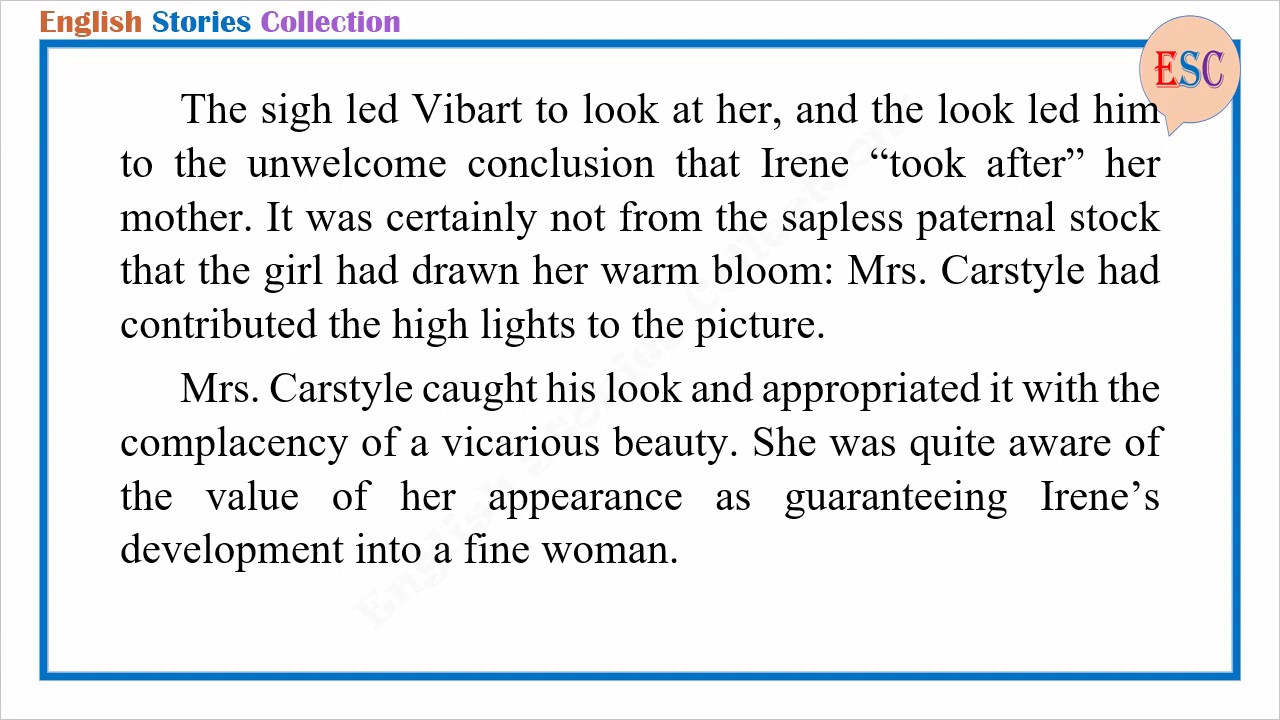 English Stories Collection
ESC
The sigh led Vibart to look at her, and the look led him
to the unwelcome conclusion that Irene “took after” her
mother. It was certainly not from the sapless paternal stock
that the girl had drawn her warm bloom: Mrs. Carstyle had
contributed the high lights to the picture.
Mrs. Carstyle caught his look and appropriated it with the
complacency of a vicarious beauty. She was quite aware of
the value of her appearance as guaranteeing Irene’s
development into a fine woman.